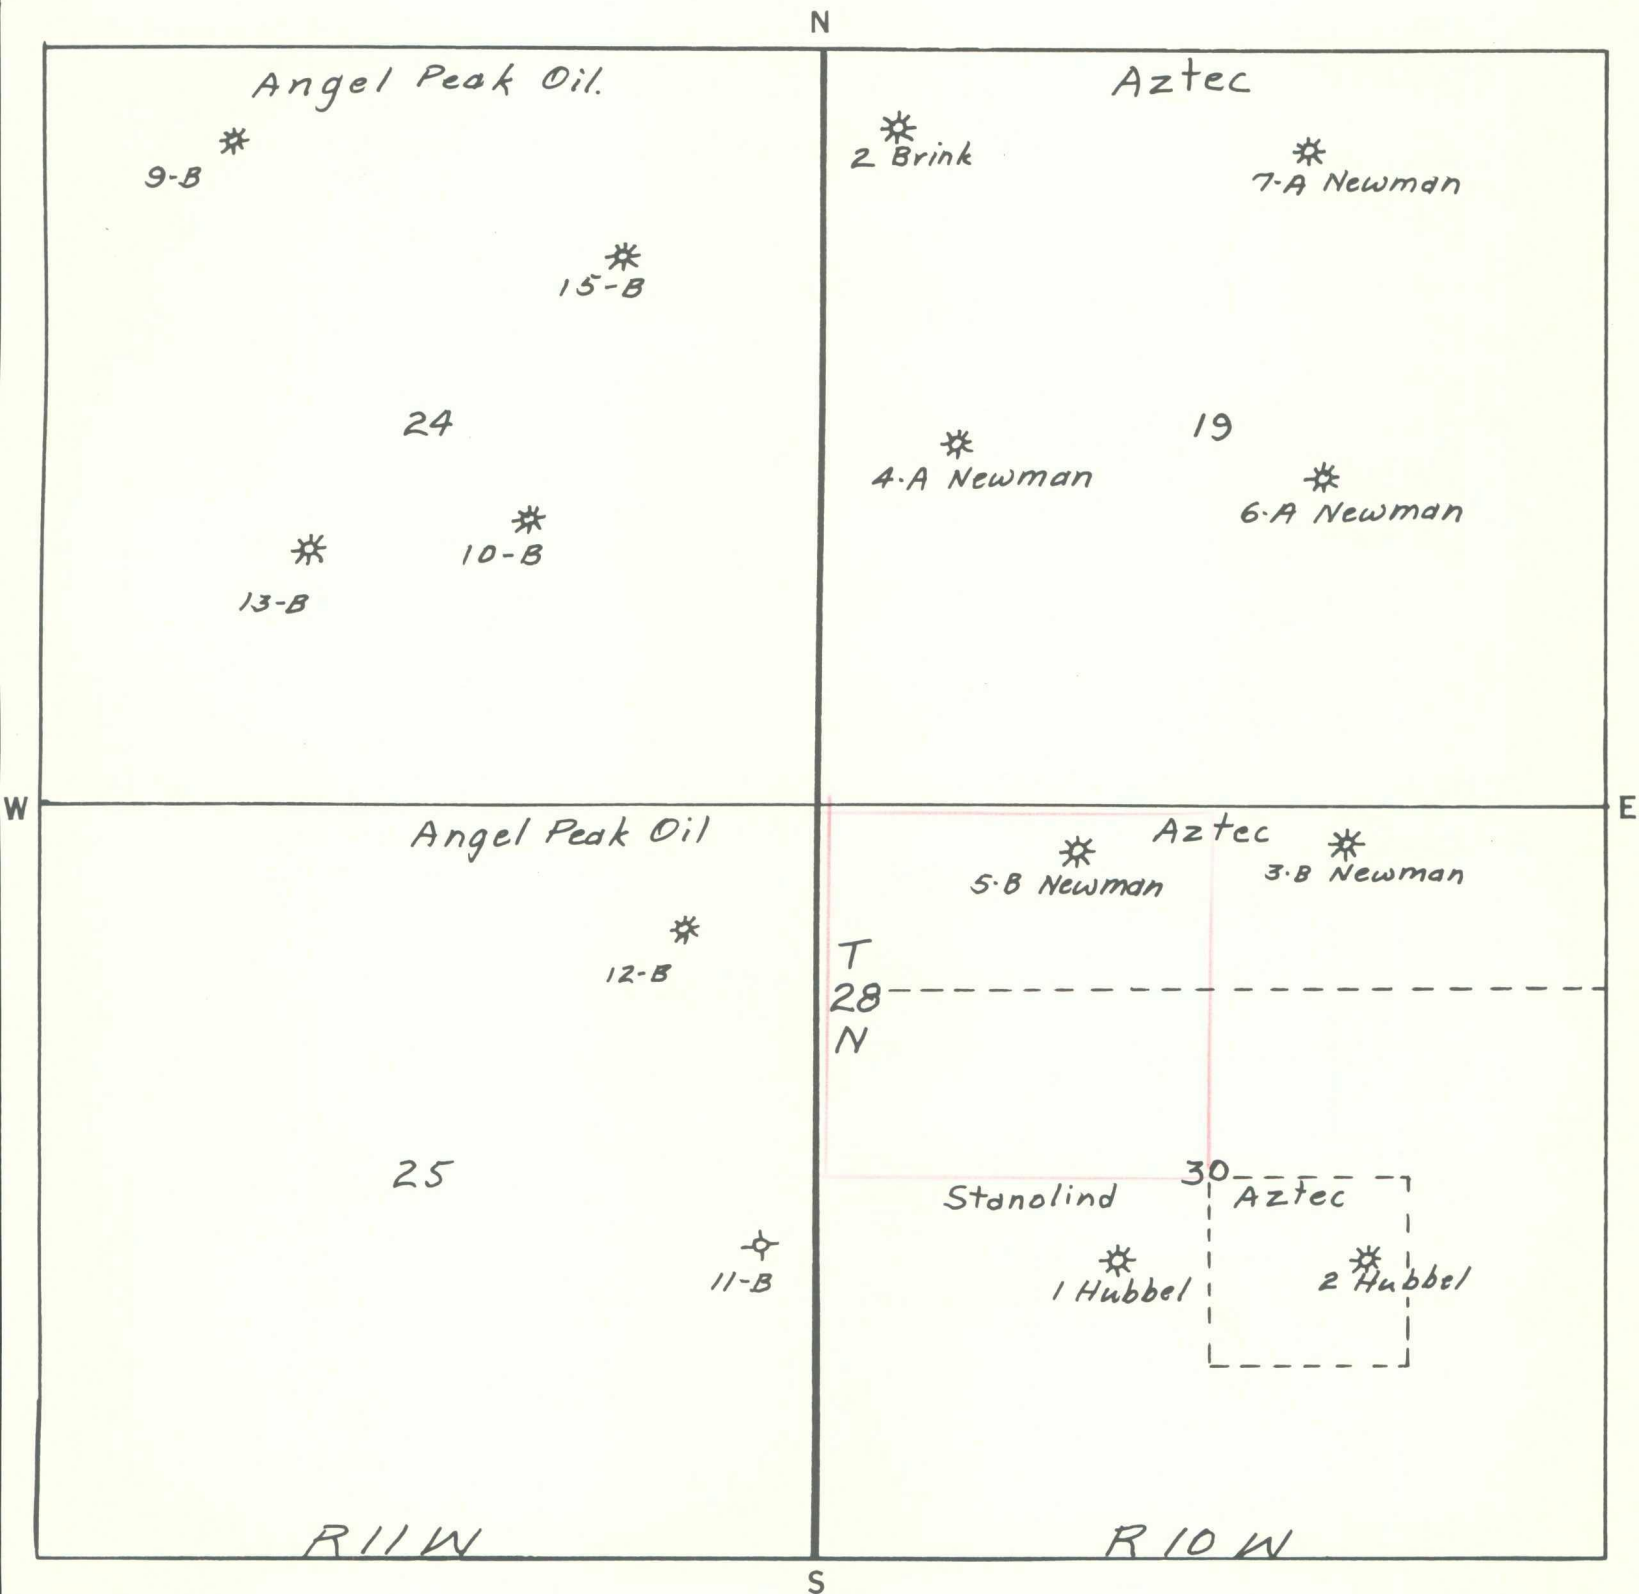 N
Angel Peak Oil.
Aztec
2 Brink
9-B
7-A Newman
15-B
24
19
4-A Newman
6-A Newman
10-B
13-B
W
E
Angel Peak Oil
Aztec
5-B Newman
3-B Newman
T
28
N
12-B
25
30
Stanolind
Aztec
11-B
1 Hubbel
2 Hubbel
R11W
R10W
S